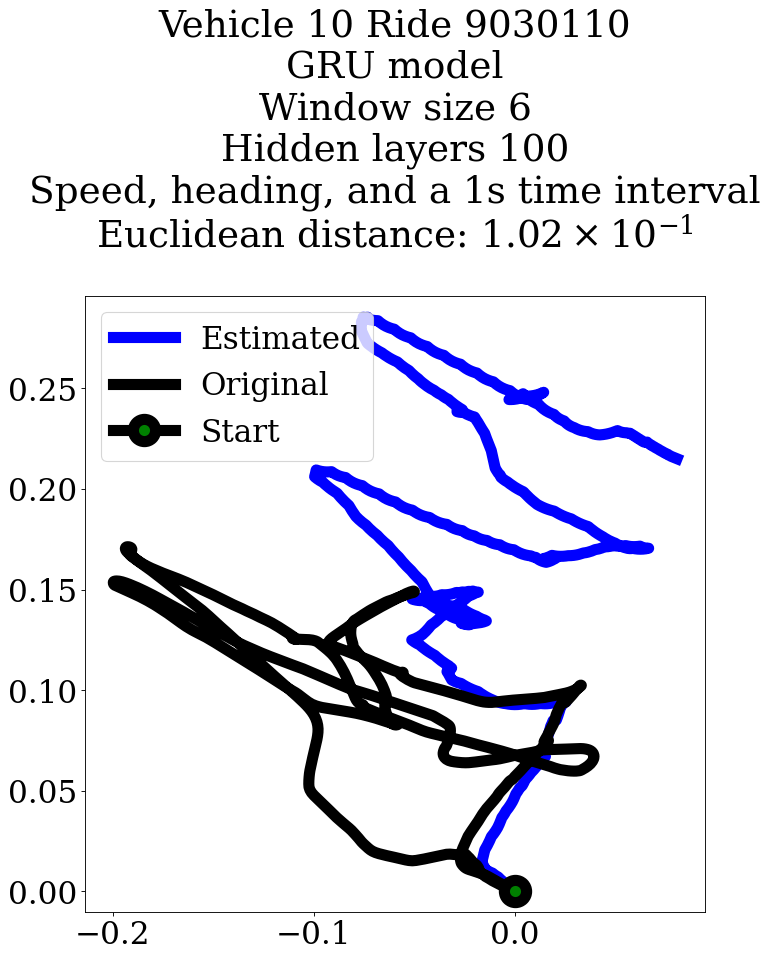 Vehicle 10 Ride 9030110
GRU model
Window size 6
Hidden layers 100
Speed, heading, and a 1s time interval
Euclidean distance: 1.02 × 10⁻¹
Estimated
Original
Start
0.25
0.20
0.15
0.10
0.05
0.00
−0.2
−0.1
0.0